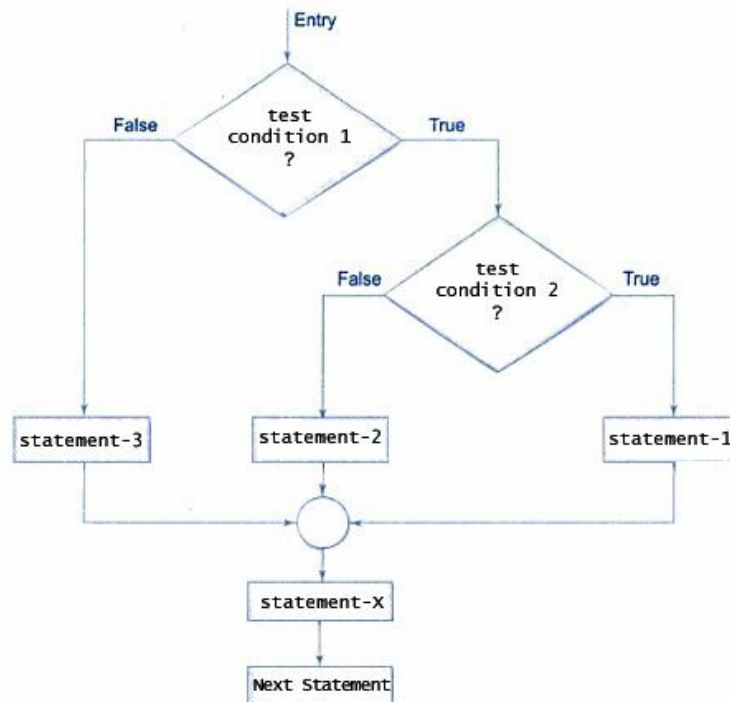 Entry
test
condition 1
?
False
True
test
condition 2
?
False
True
statement-3
statement-2
statement-1
statement-X
Next Statement